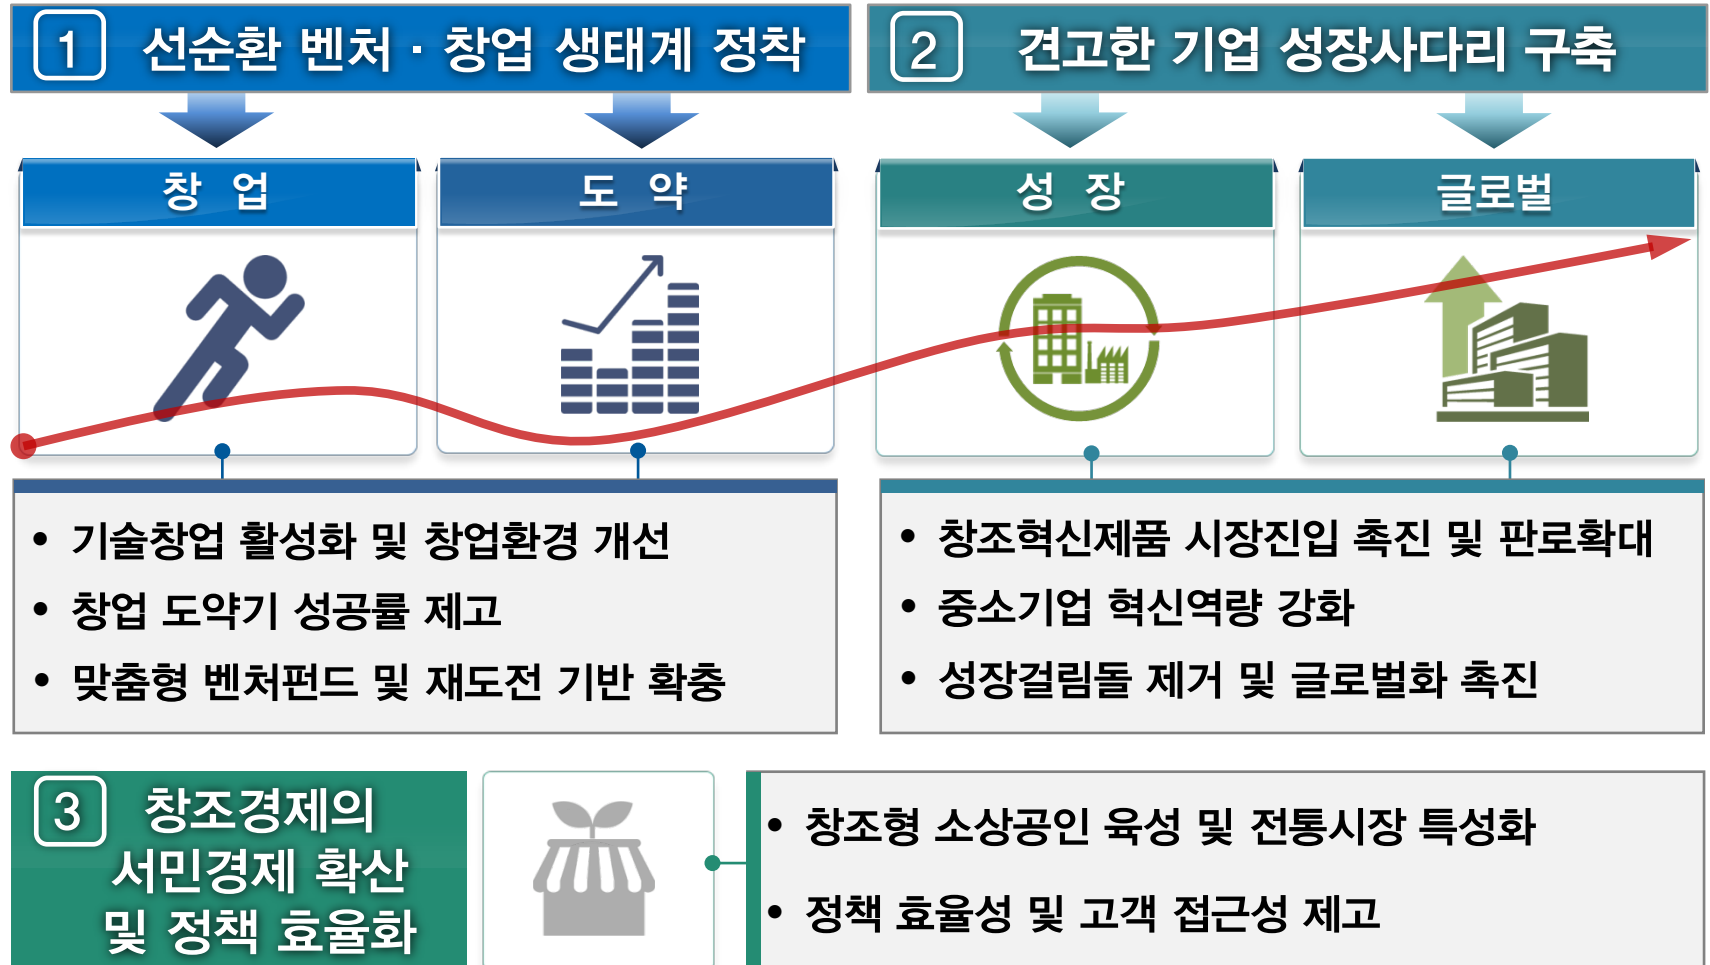 1 선순환 벤처 · 창업 생태계 정착
2 견고한 기업 성장사다리 구축
창 업
도 약
성 장
글로벌
• 기술창업 활성화 및 창업환경 개선
• 창업 도약기 성공률 제고
• 맞춤형 벤처펀드 및 재도전 기반 확충
• 창조혁신제품 시장진입 촉진 및 판로확대
• 중소기업 혁신역량 강화
• 성장걸림돌 제거 및 글로벌화 촉진
3 창조경제의
서민경제 확산
및 정책 효율화
• 창조형 소상공인 육성 및 전통시장 특성화
• 정책 효율성 및 고객 접근성 제고